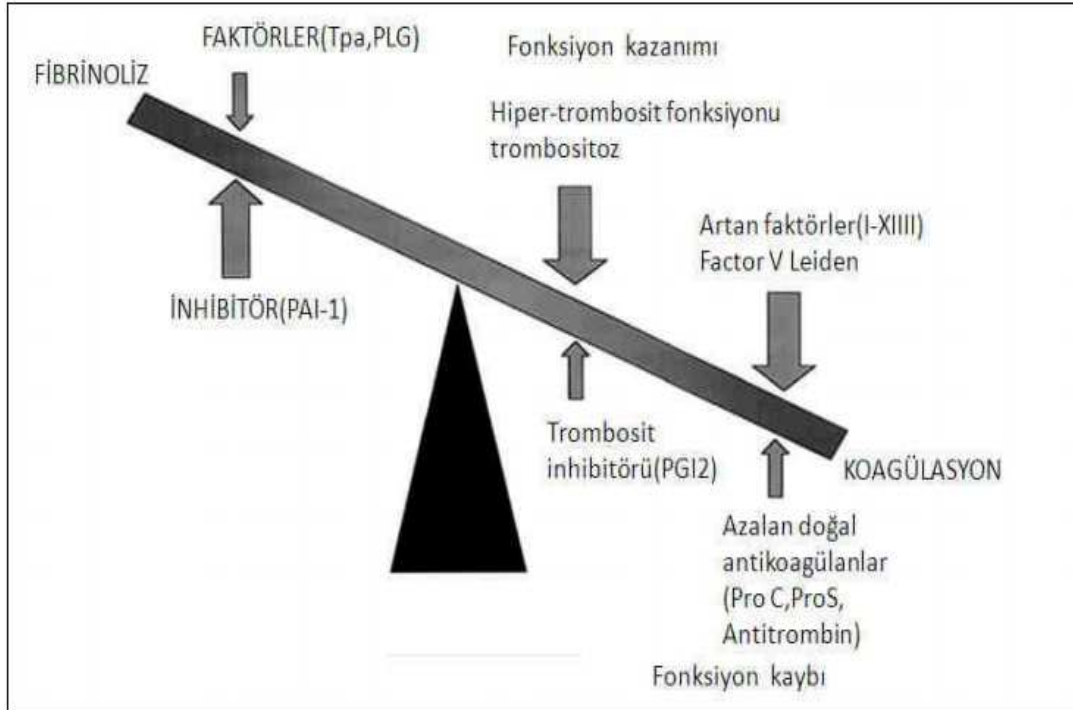 FAKTÖRLER(Tpa,PLG)
FİBRİNOLİZ
İNHİBİTÖR(PAI-1)
Fonksiyon kazanımı
Hiper-trombosit fonksiyonu
trombositoz
Artan faktörler(I-XIIII)
Factor V Leiden
Trombosit
inhibitörü(PGI2)
KOAGÜLASYON
Azalan doğal
antikoagülanlar
(Pro C,ProS,
Antitrombin)
Fonksiyon kaybı